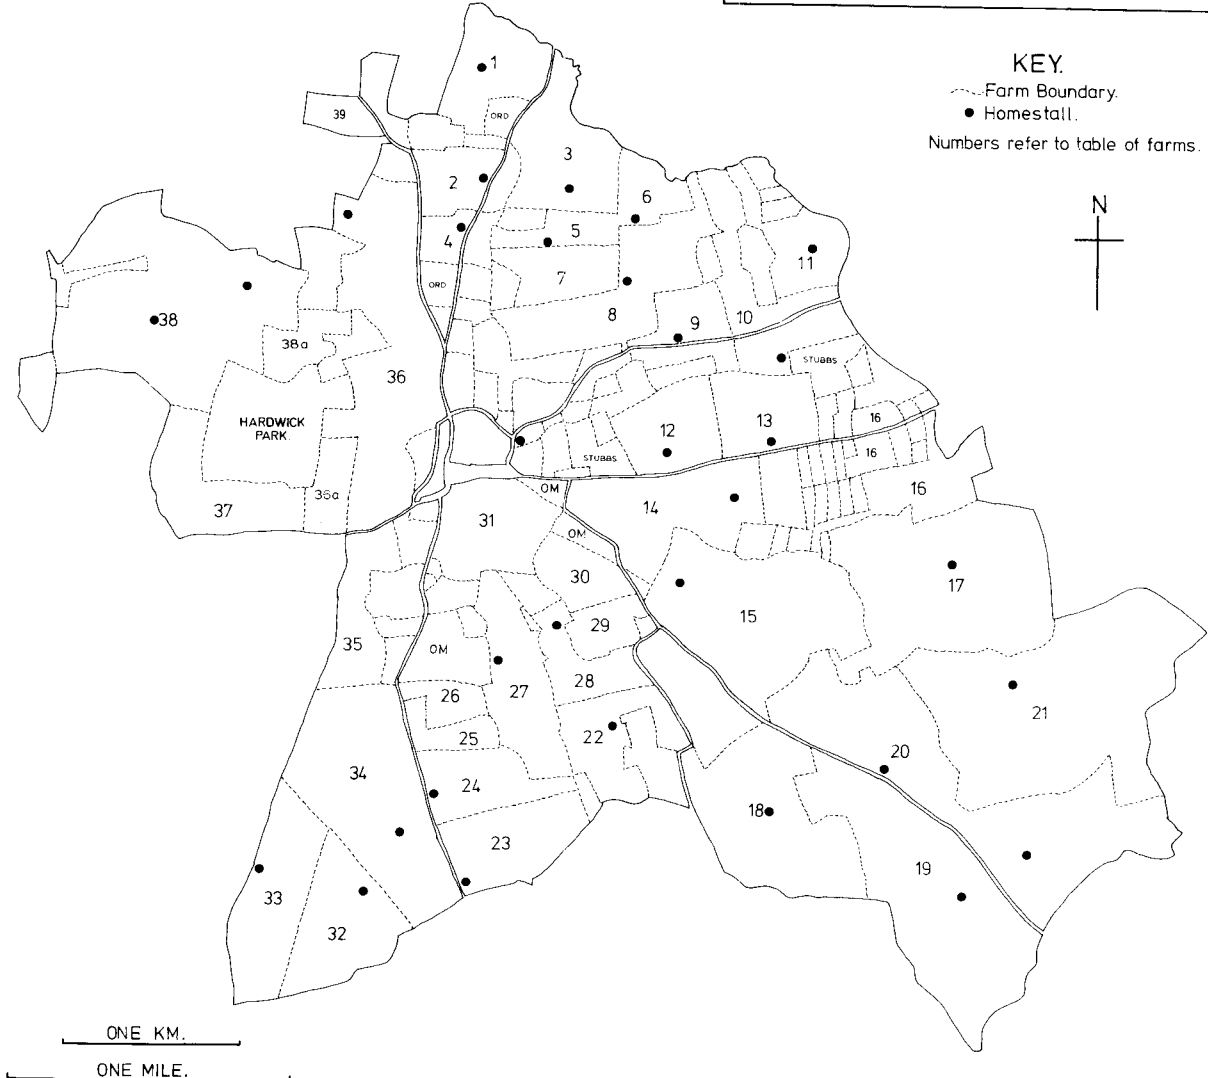 KEY.
Farm Boundary.
Homestall.
Numbers refer to table of farms.
N
1
39
ORD
3
2
6
4
5
11
7
ORD
38
8
9
10
38a
STUBBS
36
HARDWICK
PARK.
16
12
13
STUBBS
16
36a
OM
14
16
37
31
OM
30
17
15
29
35
OM
28
26
27
21
22
25
20
34
24
18
23
19
33
32
ONE KM.
ONE MILE.